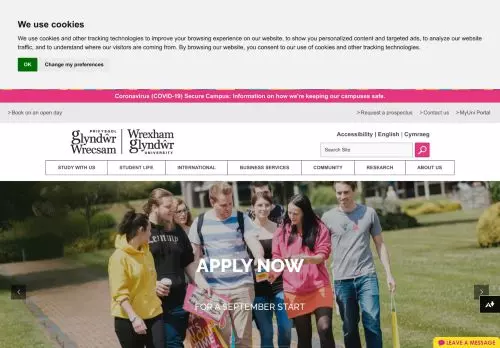 We use cookies
We use cookies and other tracking technologies to improve your browsing experience on our website, to show you personalized content and targeted ads, to analyze our website
traffic, and to understand where our visitors are coming from. By browsing our website, you consent to our use of cookies and other tracking technologies.
OK Change my preferences
Coronavirus (COVID-19) Secure Campus: Information on how we're keeping our campuses safe.
> Book on an open day > Request a prospectus > Contact us > MyUni Portal
PRIFYSGOL
glyndŵr
Wrecsam
Wrexham
glyndŵr
UNIVERSITY
Accessibility | English | Cymraeg
Search Site
STUDY WITH US STUDENT LIFE INTERNATIONAL BUSINESS SERVICES COMMUNITY RESEARCH ABOUT US
APPLY NOW
FOR A SEPTEMBER START
LEAVE A MESSAGE